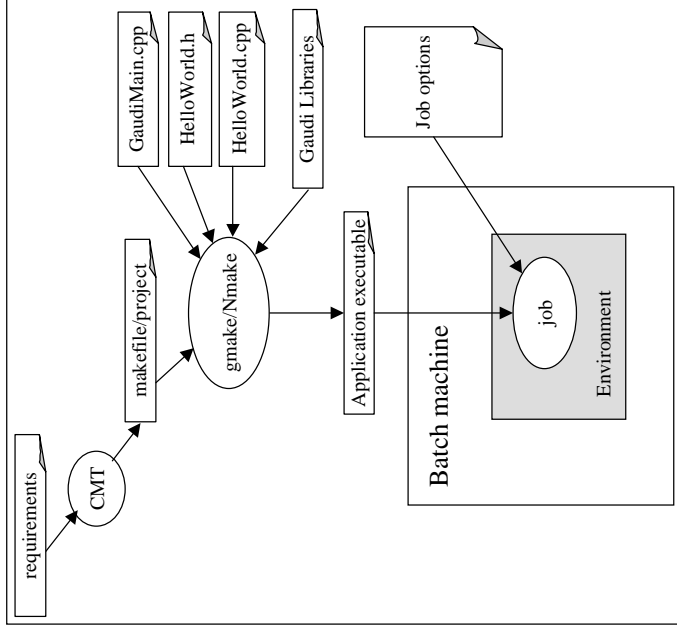 requirements
CMT
makefile/project
GaudiMain.cpp
HelloWorld.h
HelloWorld.cpp
Gaudi Libraries
gmake/Nmake
Application executable
Job options
Batch machine
job
Environment